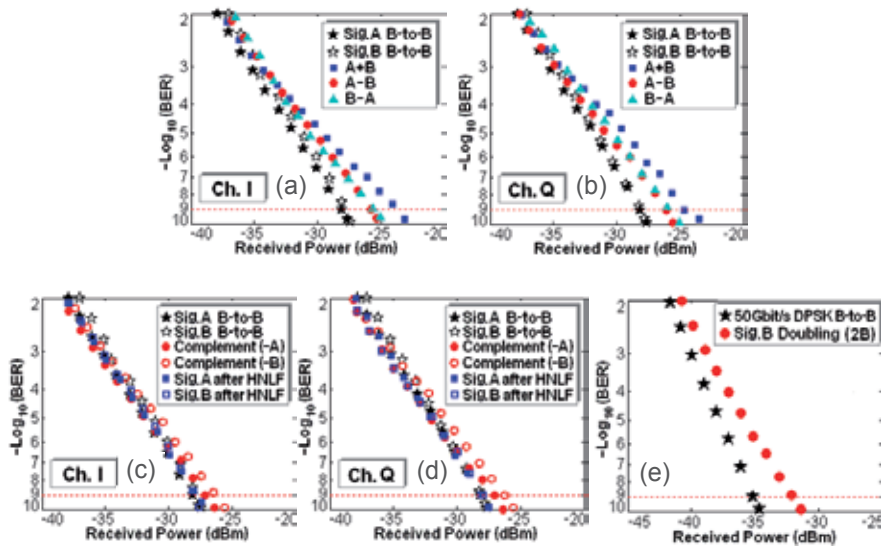 -Log10 (BER)
2
3
4
5
6
7
8
9
10
★ Sig.A B-to-B
☆ Sig.B B-to-B
A+B
A-B
B-A
Ch. I
(a)
-40 -35 -30 -25 -20
Received Power (dBm)
-Log10 (BER)
2
3
4
5
6
7
8
9
10
★ Sig.A B-to-B
☆ Sig.B B-to-B
A+B
A-B
B-A
Ch. Q
(b)
-40 -35 -30 -25 -20
Received Power (dBm)
-Log10 (BER)
2
3
4
5
6
7
8
9
10
Sig.A B-to-B
Sig.B B-to-B
Complement (-A)
Complement (-B)
Sig.A after HNLF
Sig.B after HNLF
Ch. I
(c)
-40 -35 -30 -25 -20
Received Power (dBm)
-Log10 (BER)
2
3
4
5
6
7
8
9
10
Sig.A B-to-B
Sig.B B-to-B
Complement (-A)
Complement (-B)
Sig.A after HNLF
Sig.B after HNLF
Ch. Q
(d)
-40 -35 -30 -25 -20
Received Power (dBm)
-Log10 (BER)
2
3
4
5
6
7
8
9
10
50Gbit/s DPSK B-to-B
Sig.B Doubling (2B)
(e)
-45 -40 -35 -30 -25
Received Power (dBm)